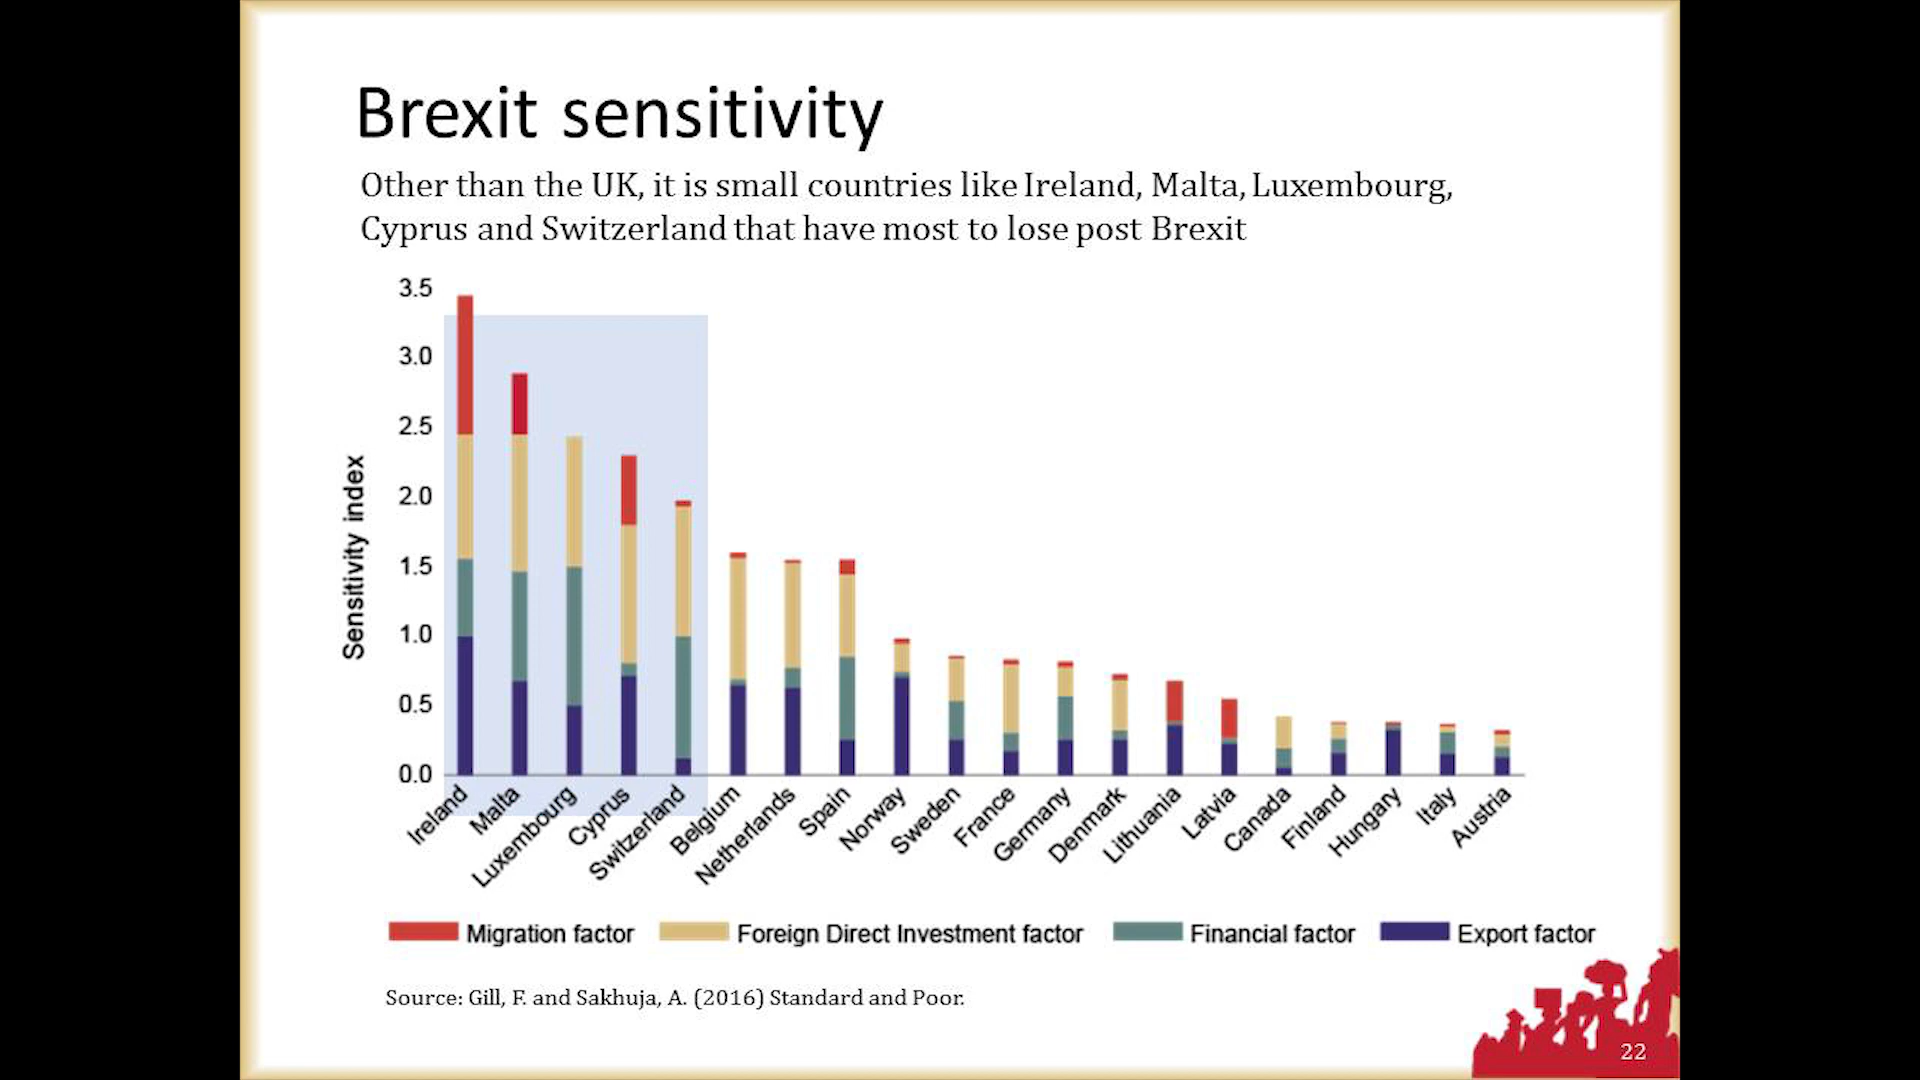 Brexit sensitivity
Other than the UK, it is small countries like Ireland, Malta, Luxembourg,
Cyprus and Switzerland that have most to lose post Brexit
Sensitivity index
3.5
3.0
2.5
2.0
1.5
1.0
0.5
0.0
Ireland
Malta
Luxembourg
Cyprus
Switzerland
Belgium
Netherlands
Spain
Norway
Sweden
France
Germany
Denmark
Lithuania
Latvia
Canada
Finland
Hungary
Italy
Austria
Migration factor
Foreign Direct Investment factor
Financial factor
Export factor
Source: Gill, F. and Sakhuja, A. (2016) Standard and Poor.
22